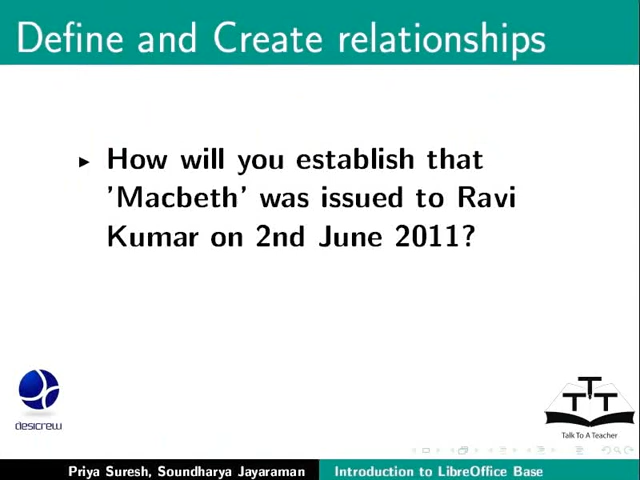 Define and Create relationships
How will you establish that
'Macbeth' was issued to Ravi
Kumar on 2nd June 2011?
desicrew
TTT
Talk To A Teacher
Priya Suresh, Soundharya Jayaraman Introduction to LibreOffice Base